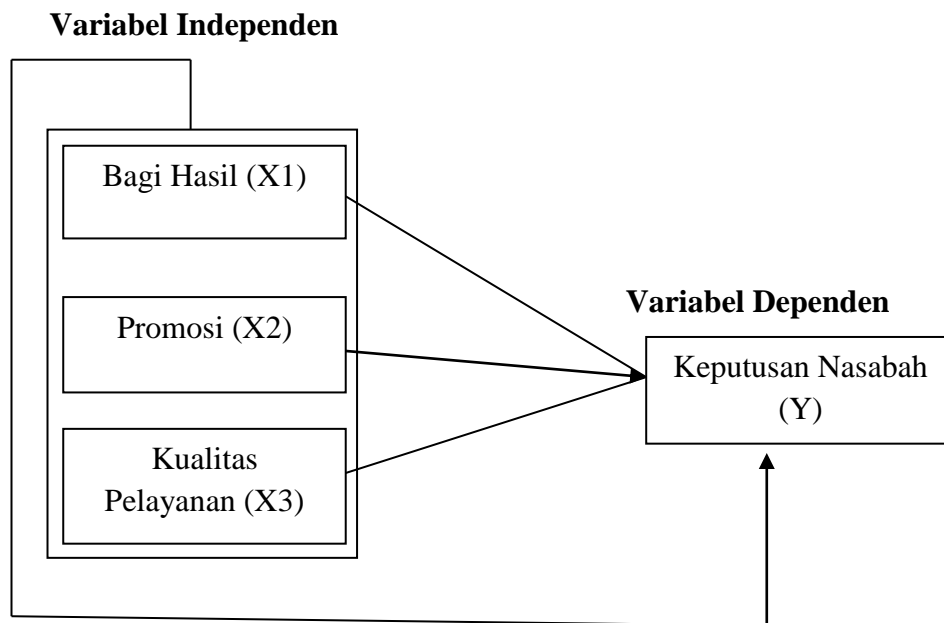 Variabel Independen
Bagi Hasil (X1)
Promosi (X2)
Kualitas
Pelayanan (X3)
Variabel Dependen
Keputusan Nasabah
(Y)